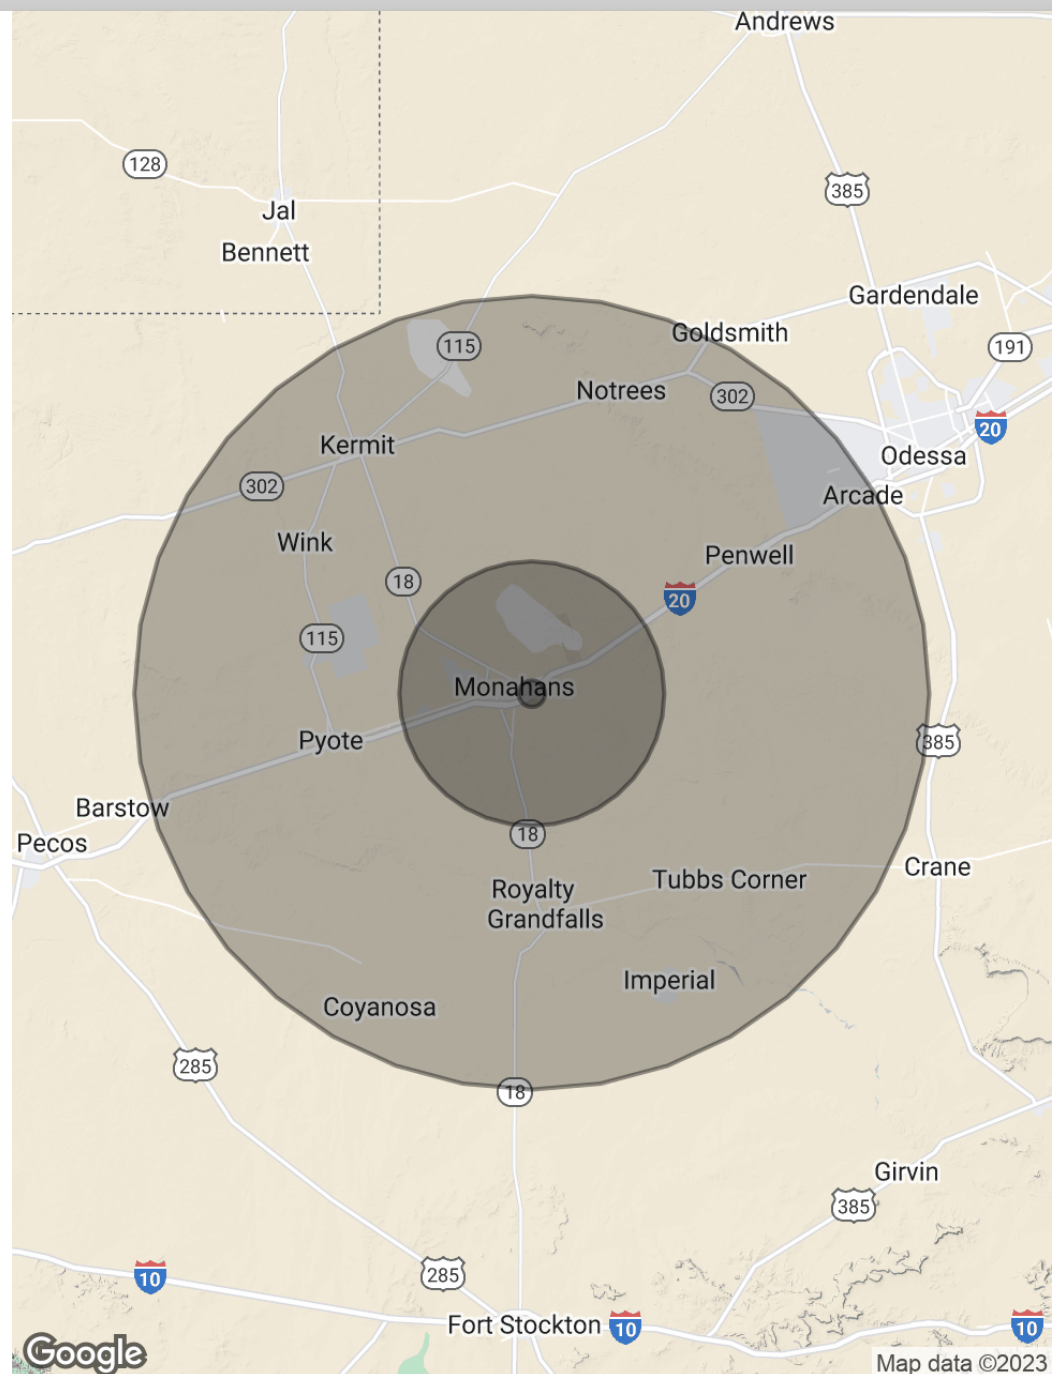 Andrews
128
385
Jal
Bennett
Gardendale
Goldsmith
115
191
Notrees
302
20
Kermit
Odessa
302
Arcade
Wink
Penwell
18
20
115
Monahans
Pyote
385
Barstow
18
Pecos
Crane
Tubbs Corner
Royalty
Grandfalls
Imperial
Coyanosa
285
18
Girvin
385
285
10
Fort Stockton
10
10
Google
Map data ©2023